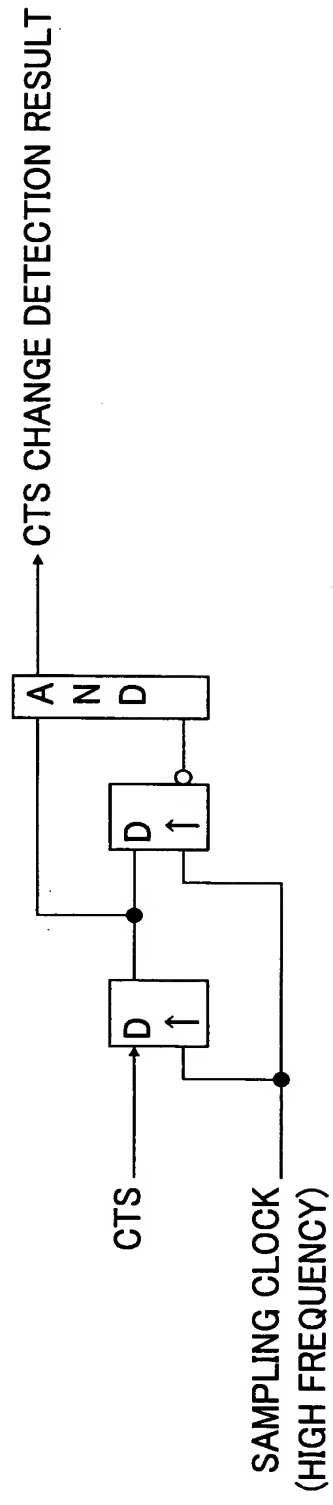 CTS
SAMPLING CLOCK
(HIGH FREQUENCY)
D
↑
D
↑
AND
CTS CHANGE DETECTION RESULT